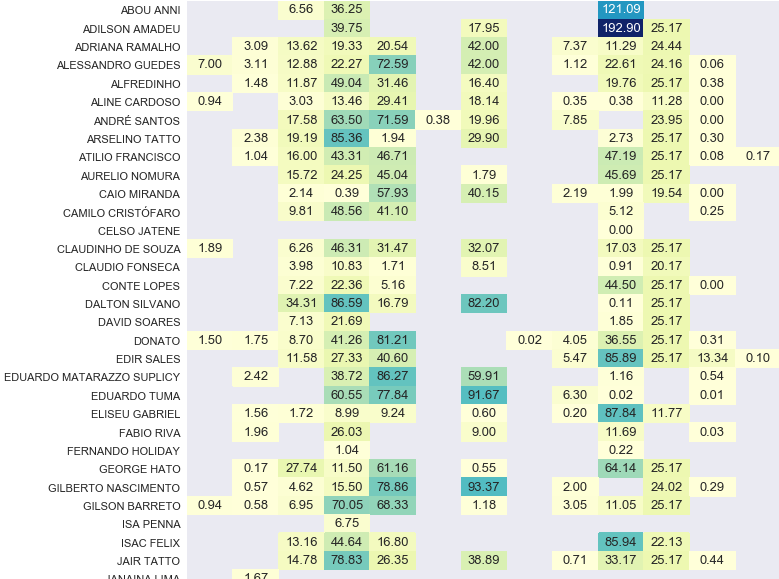 ABOU ANNI 6.56 36.25 121.09
ADILSON AMADEU 39.75 17.95 192.90 25.17
ADRIANA RAMALHO 3.09 13.62 19.33 20.54 42.00 7.37 11.29 24.44
ALESSANDRO GUEDES 7.00 3.11 12.88 22.27 72.59 42.00 1.12 22.61 24.16 0.06
ALFREDINHO 1.48 11.87 49.04 31.46 16.40 19.76 25.17 0.38
ALINE CARDOSO 0.94 3.03 13.46 29.41 18.14 0.35 0.38 11.28 0.00
ANDRÉ SANTOS 17.58 63.50 71.59 0.38 19.96 7.85 23.95 0.00
ARSELINO TATTO 2.38 19.19 85.36 1.94 29.90 2.73 25.17 0.30
ATILIO FRANCISCO 1.04 16.00 43.31 46.71 47.19 25.17 0.08 0.17
AURELIO NOMURA 15.72 24.25 45.04 1.79 45.69 25.17
CAIO MIRANDA 2.14 0.39 57.93 40.15 2.19 1.99 19.54 0.00
CAMILO CRISTÓFARO 9.81 48.56 41.10 5.12 0.25
CELSO JATENE 0.00
CLAUDINHO DE SOUZA 1.89 6.26 46.31 31.47 32.07 17.03 25.17
CLAUDIO FONSECA 3.98 10.83 1.71 8.51 0.91 20.17
CONTE LOPES 7.22 22.36 5.16 44.50 25.17 0.00
DALTON SILVANO 34.31 86.59 16.79 82.20 0.11 25.17
DAVID SOARES 7.13 21.69 1.85 25.17
DONATO 1.50 1.75 8.70 41.26 81.21 0.02 4.05 36.55 25.17 0.31
EDIR SALES 11.58 27.33 40.60 5.47 85.89 25.17 13.34 0.10
EDUARDO MATARAZZO SUPLICY 2.42 38.72 86.27 59.91 1.16 0.54
EDUARDO TUMA 60.55 77.84 91.67 6.30 0.02 0.01
ELISEU GABRIEL 1.56 1.72 8.99 9.24 0.60 0.20 87.84 11.77
FABIO RIVA 1.96 26.03 9.00 11.69 0.03
FERNANDO HOLIDAY 1.04 0.22
GEORGE HATO 0.17 27.74 11.50 61.16 0.55 64.14 25.17
GILBERTO NASCIMENTO 0.57 4.62 15.50 78.86 93.37 2.00 24.02 0.29
GILSON BARRETO 0.94 0.58 6.95 70.05 68.33 1.18 3.05 11.05 25.17
ISA PENNA 6.75
ISAC FELIX 13.16 44.64 16.80 85.94 22.13
JAIR TATTO 14.78 78.83 26.35 38.89 0.71 33.17 25.17 0.44
JANAINA LIMA 1.67